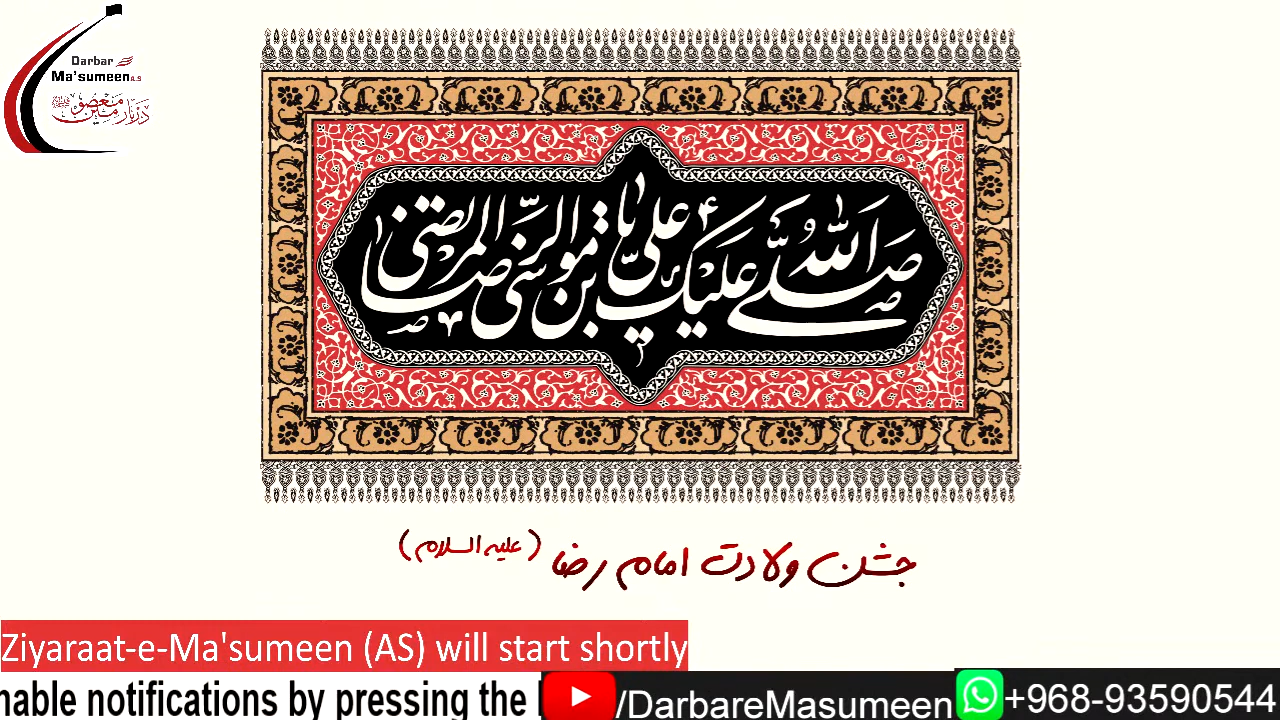 Darbar
Ma'sumeen A.S
دربار معصومین
صلی اللہ علیک یا علی بن موسی الرضا المرتضی
جشن ولادت امام رضا (علیہ السلام)
Ziyaraat-e-Ma'sumeen (AS) will start shortly
nable notifications by pressing the
/DarbareMasumeen
+968-93590544